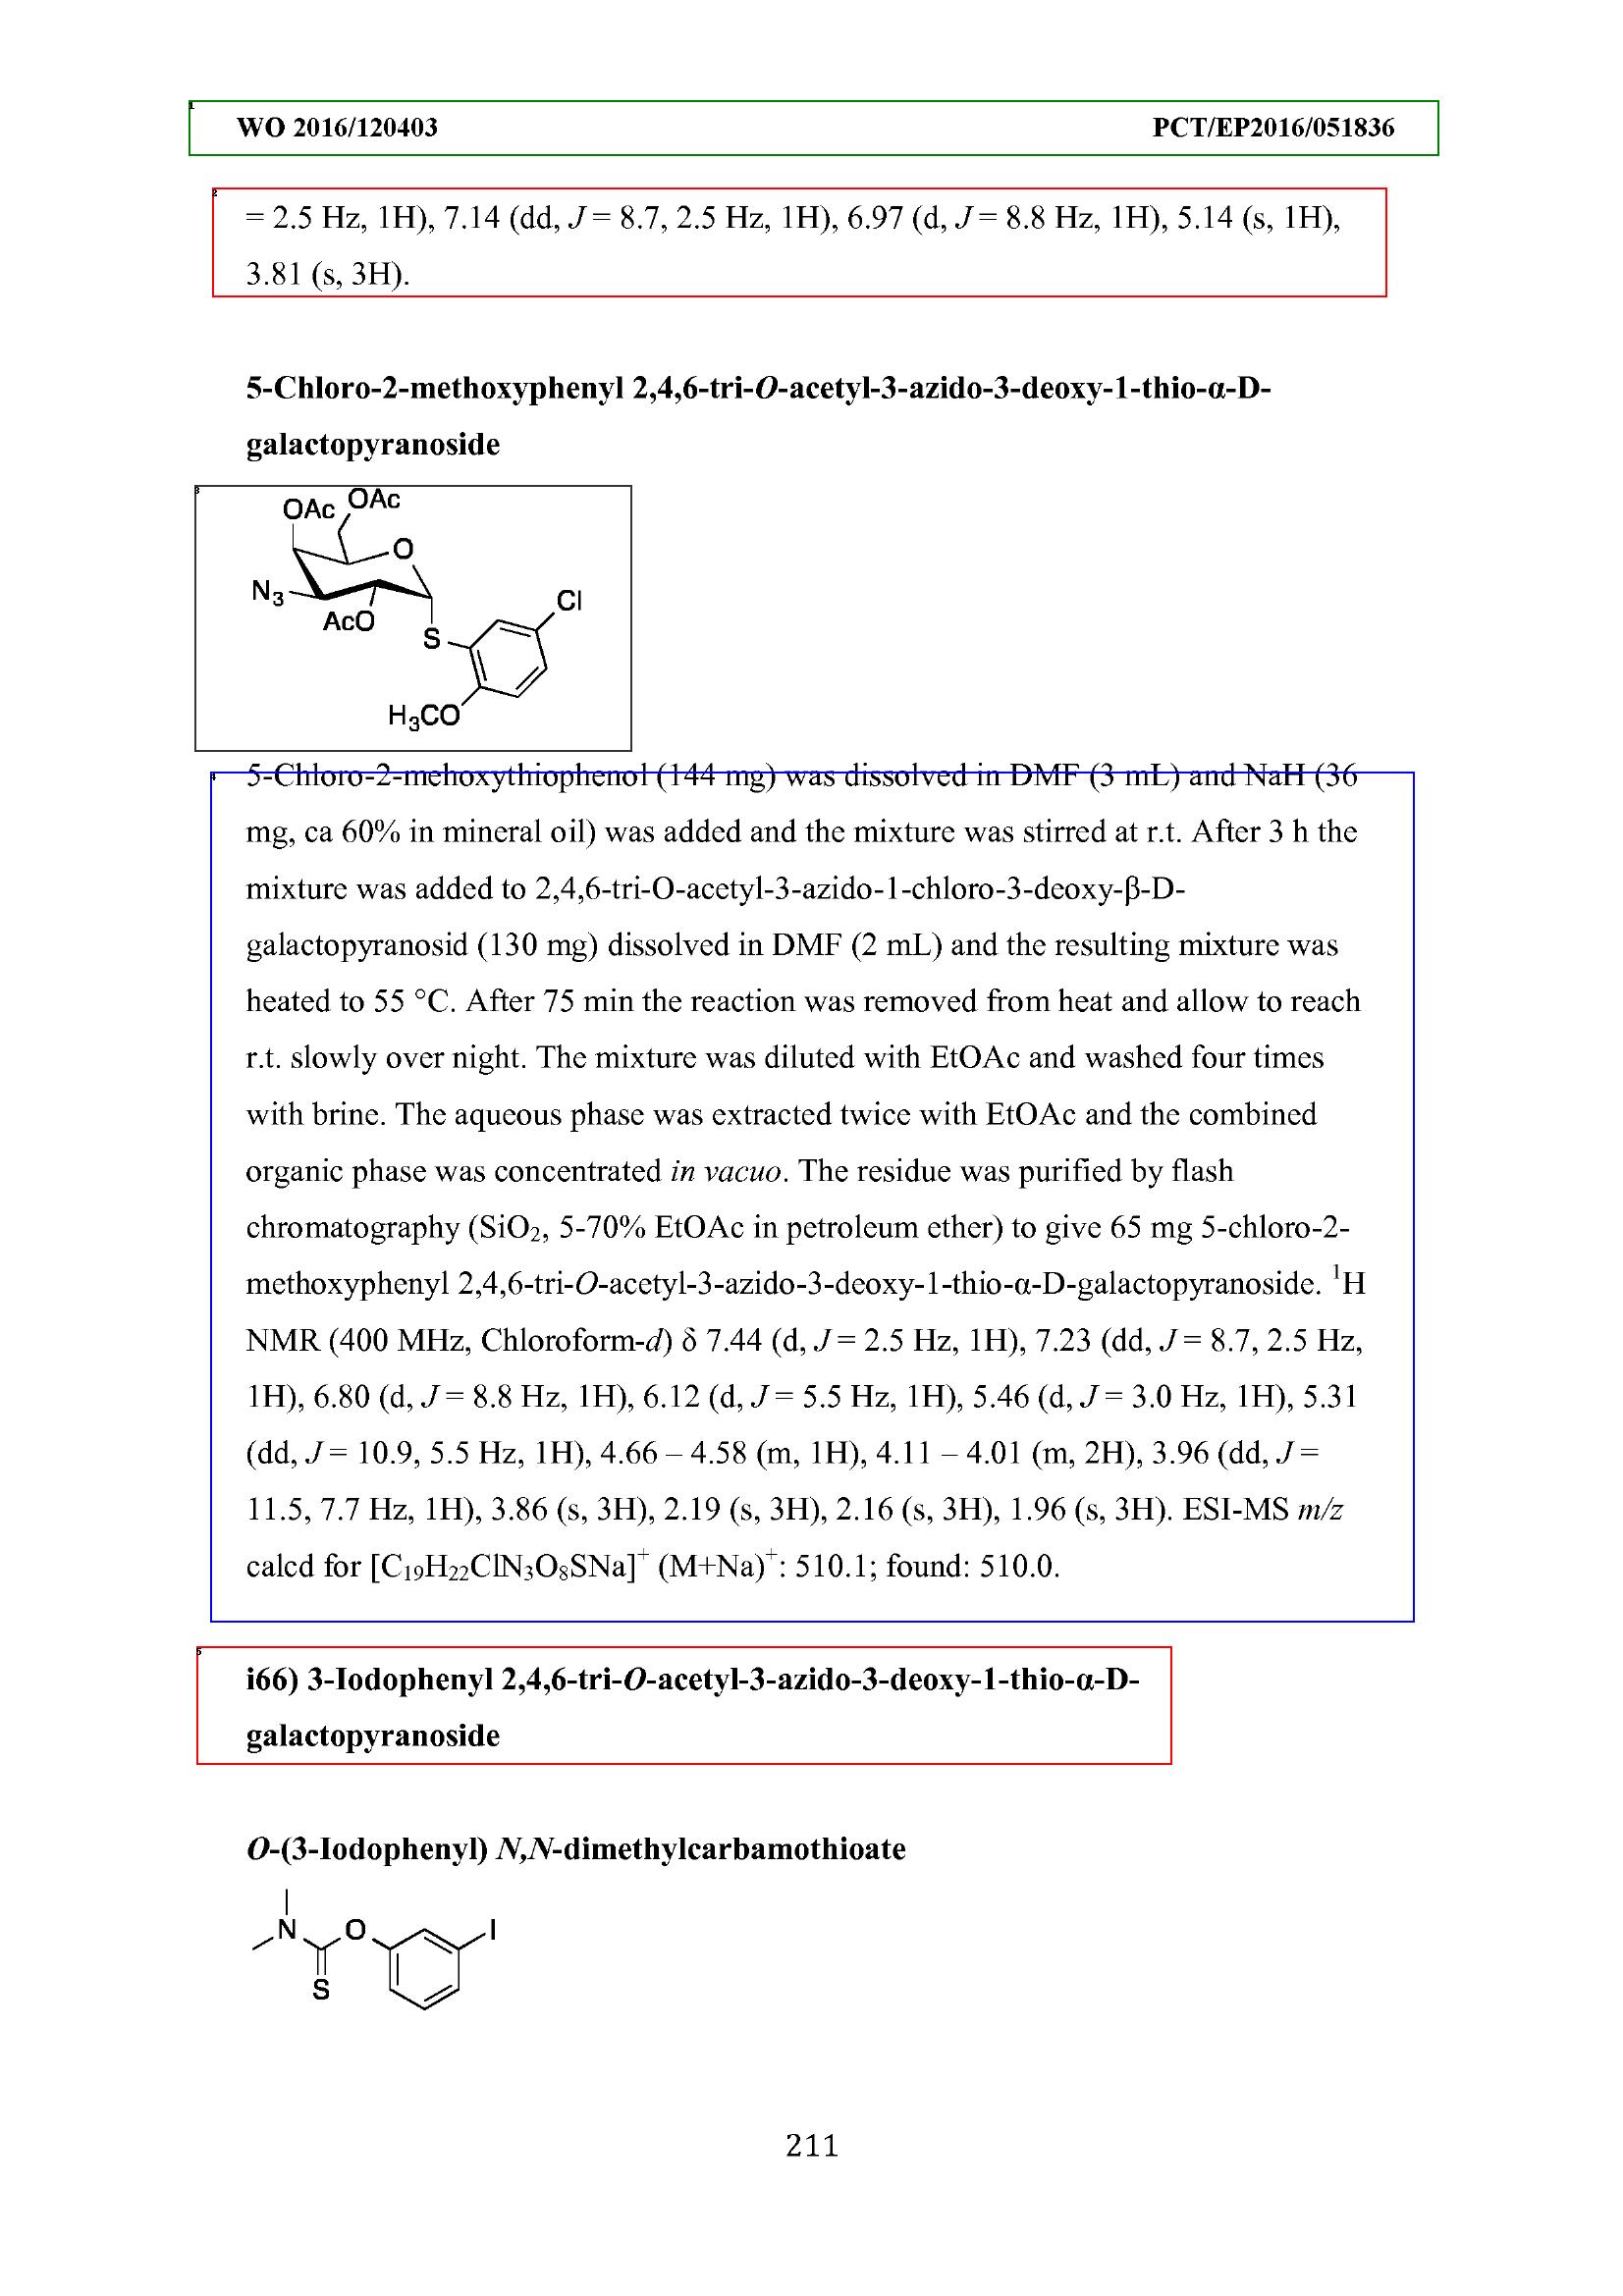 WO 2016/120403 PCT/EP2016/051836
= 2.5 Hz, 1H), 7.14 (dd, J = 8.7, 2.5 Hz, 1H), 6.97 (d, J = 8.8 Hz, 1H), 5.14 (s, 1H),
3.81 (s, 3H).
5-Chloro-2-methoxyphenyl 2,4,6-tri-O-acetyl-3-azido-3-deoxy-1-thio-α-D-
galactopyranoside
OAc OAc
O
N3
AcO
Cl
S
H3CO
5-Chloro-2-mehoxythiophenol (144 mg) was dissolved in DMF (3 mL) and NaH (36
mg, ca 60% in mineral oil) was added and the mixture was stirred at r.t. After 3 h the
mixture was added to 2,4,6-tri-O-acetyl-3-azido-1-chloro-3-deoxy-β-D-
galactopyranosid (130 mg) dissolved in DMF (2 mL) and the resulting mixture was
heated to 55 °C. After 75 min the reaction was removed from heat and allow to reach
r.t. slowly over night. The mixture was diluted with EtOAc and washed four times
with brine. The aqueous phase was extracted twice with EtOAc and the combined
organic phase was concentrated in vacuo. The residue was purified by flash
chromatography (SiO₂, 5-70% EtOAc in petroleum ether) to give 65 mg 5-chloro-2-
methoxyphenyl 2,4,6-tri-O-acetyl-3-azido-3-deoxy-1-thio-α-D-galactopyranoside. ¹H
NMR (400 MHz, Chloroform-d) δ 7.44 (d, J = 2.5 Hz, 1H), 7.23 (dd, J = 8.7, 2.5 Hz,
1H), 6.80 (d, J = 8.8 Hz, 1H), 6.12 (d, J = 5.5 Hz, 1H), 5.46 (d, J = 3.0 Hz, 1H), 5.31
(dd, J = 10.9, 5.5 Hz, 1H), 4.66 – 4.58 (m, 1H), 4.11 – 4.01 (m, 2H), 3.96 (dd, J =
11.5, 7.7 Hz, 1H), 3.86 (s, 3H), 2.19 (s, 3H), 2.16 (s, 3H), 1.96 (s, 3H). ESI-MS m/z
calcd for [C₁₉H₂₂ClN₃O₈SNa]⁺ (M+Na)⁺: 510.1; found: 510.0.
i66) 3-Iodophenyl 2,4,6-tri-O-acetyl-3-azido-3-deoxy-1-thio-α-D-
galactopyranoside
O-(3-Iodophenyl) N,N-dimethylcarbamothioate
N O I
S
211